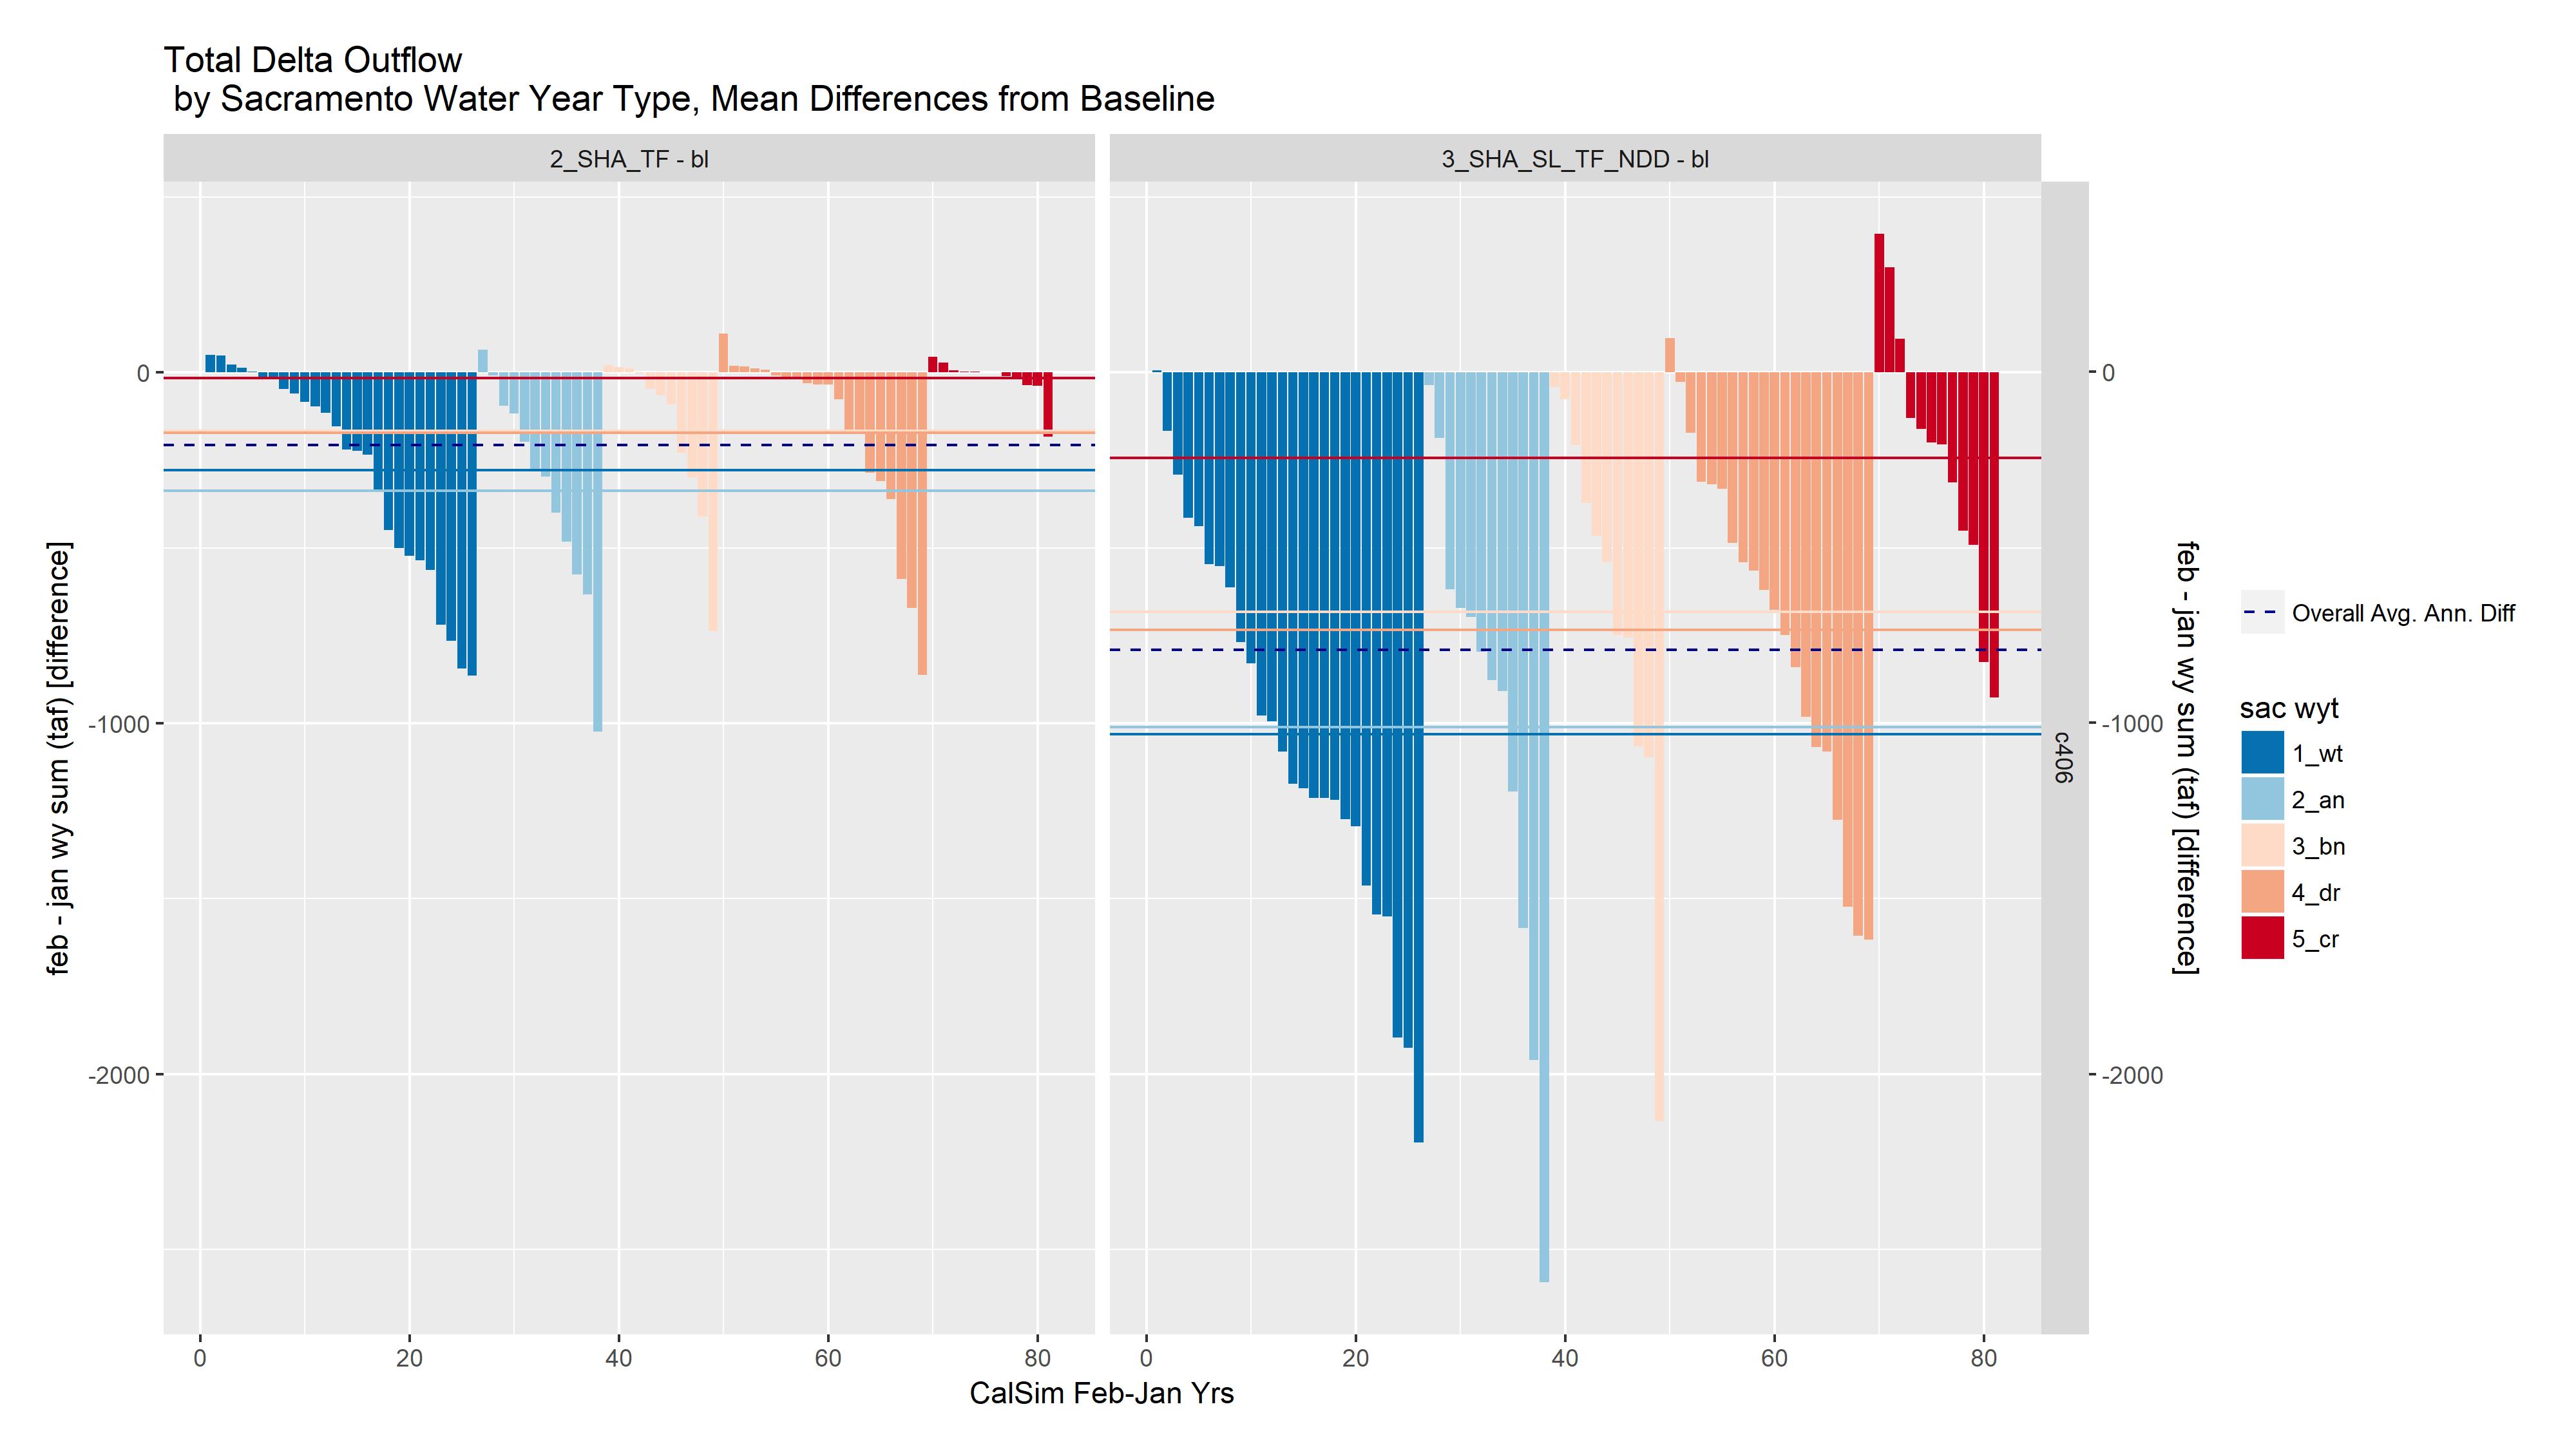 Total Delta Outflow
by Sacramento Water Year Type, Mean Differences from Baseline
2_SHA_TF - bl
3_SHA_SL_TF_NDD - bl
feb - jan wy sum (taf) [difference]
0
-1000
-2000
0
20
40
60
80
0
20
40
60
80
CalSim Feb-Jan Yrs
c406
0
-1000
-2000
feb - jan wy sum (taf) [difference]
Overall Avg. Ann. Diff
sac wyt
1_wt
2_an
3_bn
4_dr
5_cr